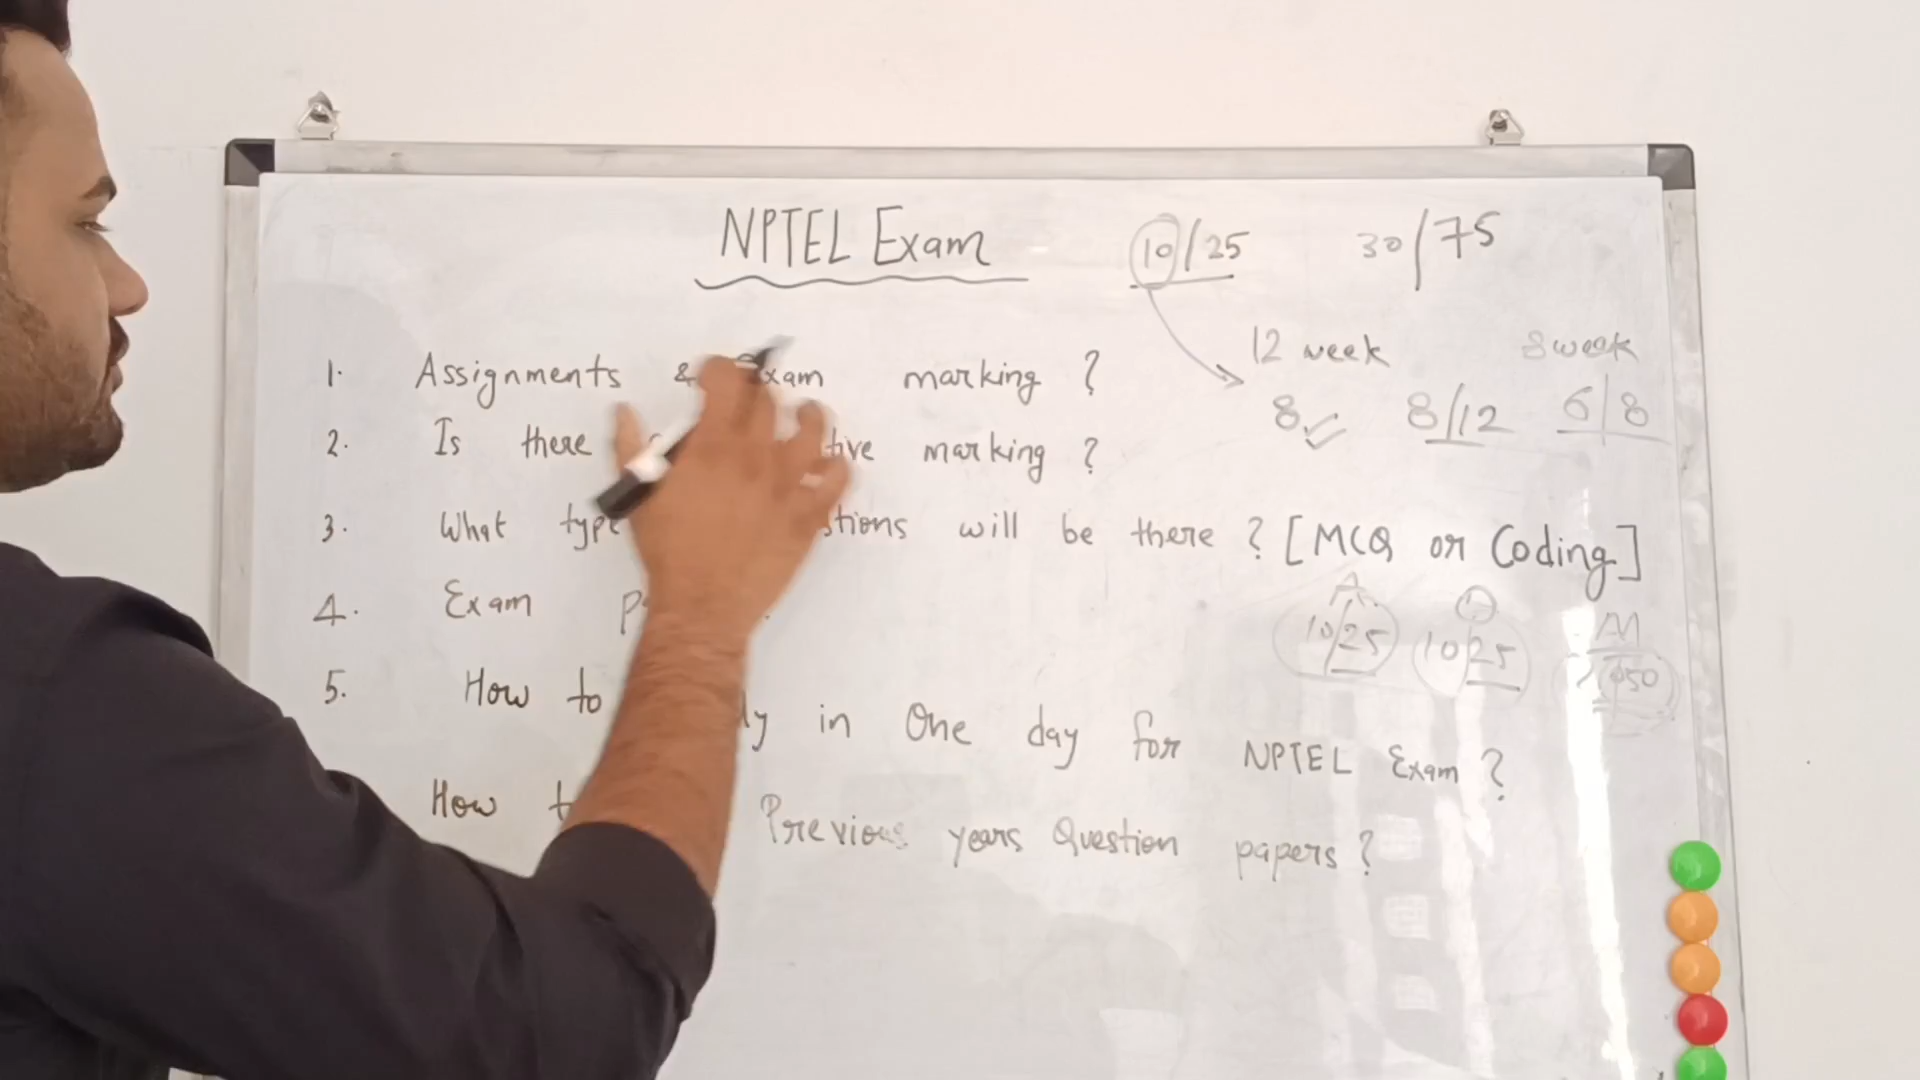 NPTEL Exam 10/25 30/75
12 week 8 week
1. Assignments & Exam marking ?
8 8/12 6/8
2. Is there marking ?
3. What type will be there ? [MCQ or Coding]
4. Exam
A
10/25 10/25 M
5. How to in One day for NPTEL Exam ?
How Previous years Question papers ?